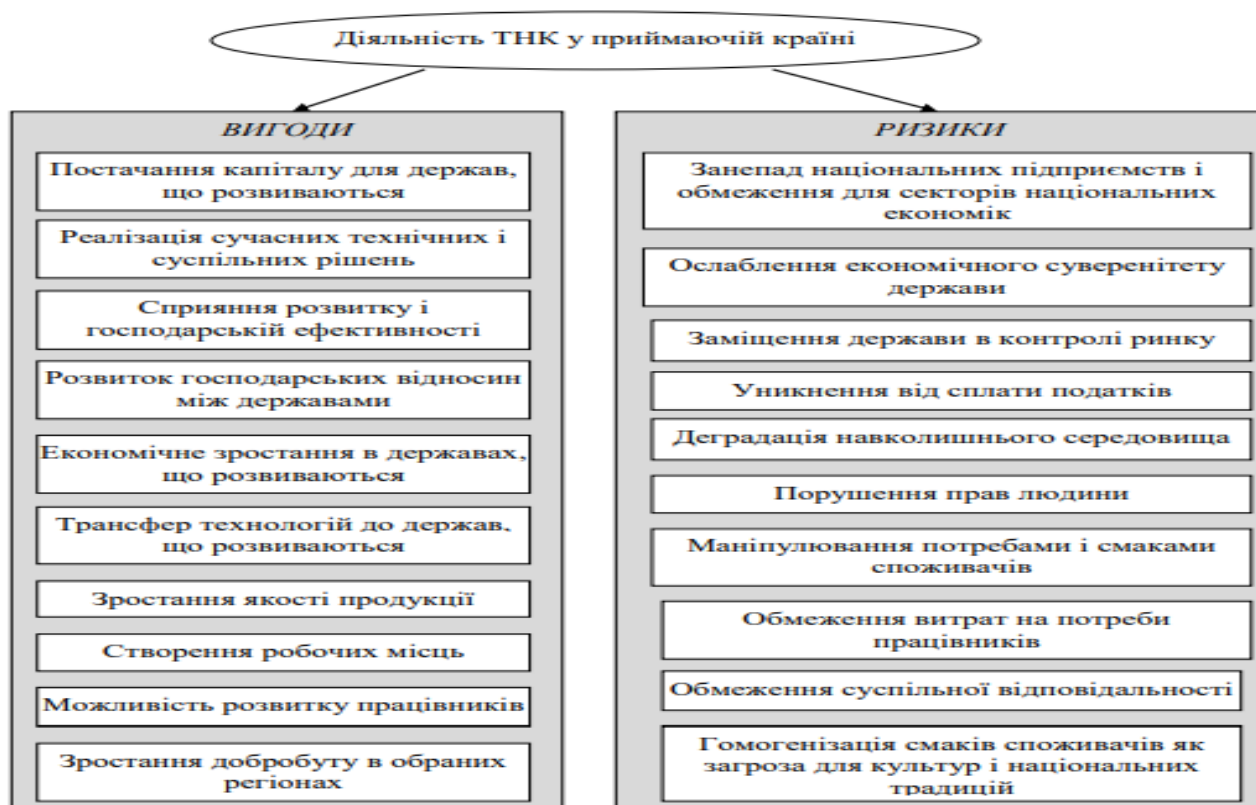 Діяльність ТНК у приймаючій країні
ВИГОДИ
Постачання капіталу для держав,
що розвиваються
Реалізація сучасних технічних і
суспільних рішень
Сприяння розвитку і
господарській ефективності
Розвиток господарських відносин
між державами
Економічне зростання в державах,
що розвиваються
Трансфер технологій до держав,
що розвиваються
Зростання якості продукції
Створення робочих місць
Можливість розвитку працівників
Зростання добробуту в обраних
регіонах
РИЗИКИ
Занепад національних підприємств і
обмеження для секторів національних
економік
Ослаблення економічного суверенітету
держави
Заміщення держави в контролі ринку
Уникнення від сплати податків
Деградація навколишнього середовища
Порушення прав людини
Маніпулювання потребами і смаками
споживачів
Обмеження витрат на потреби
працівників
Обмеження суспільної відповідальності
Гомогенізація смаків споживачів як
загроза для культур і національних
традицій